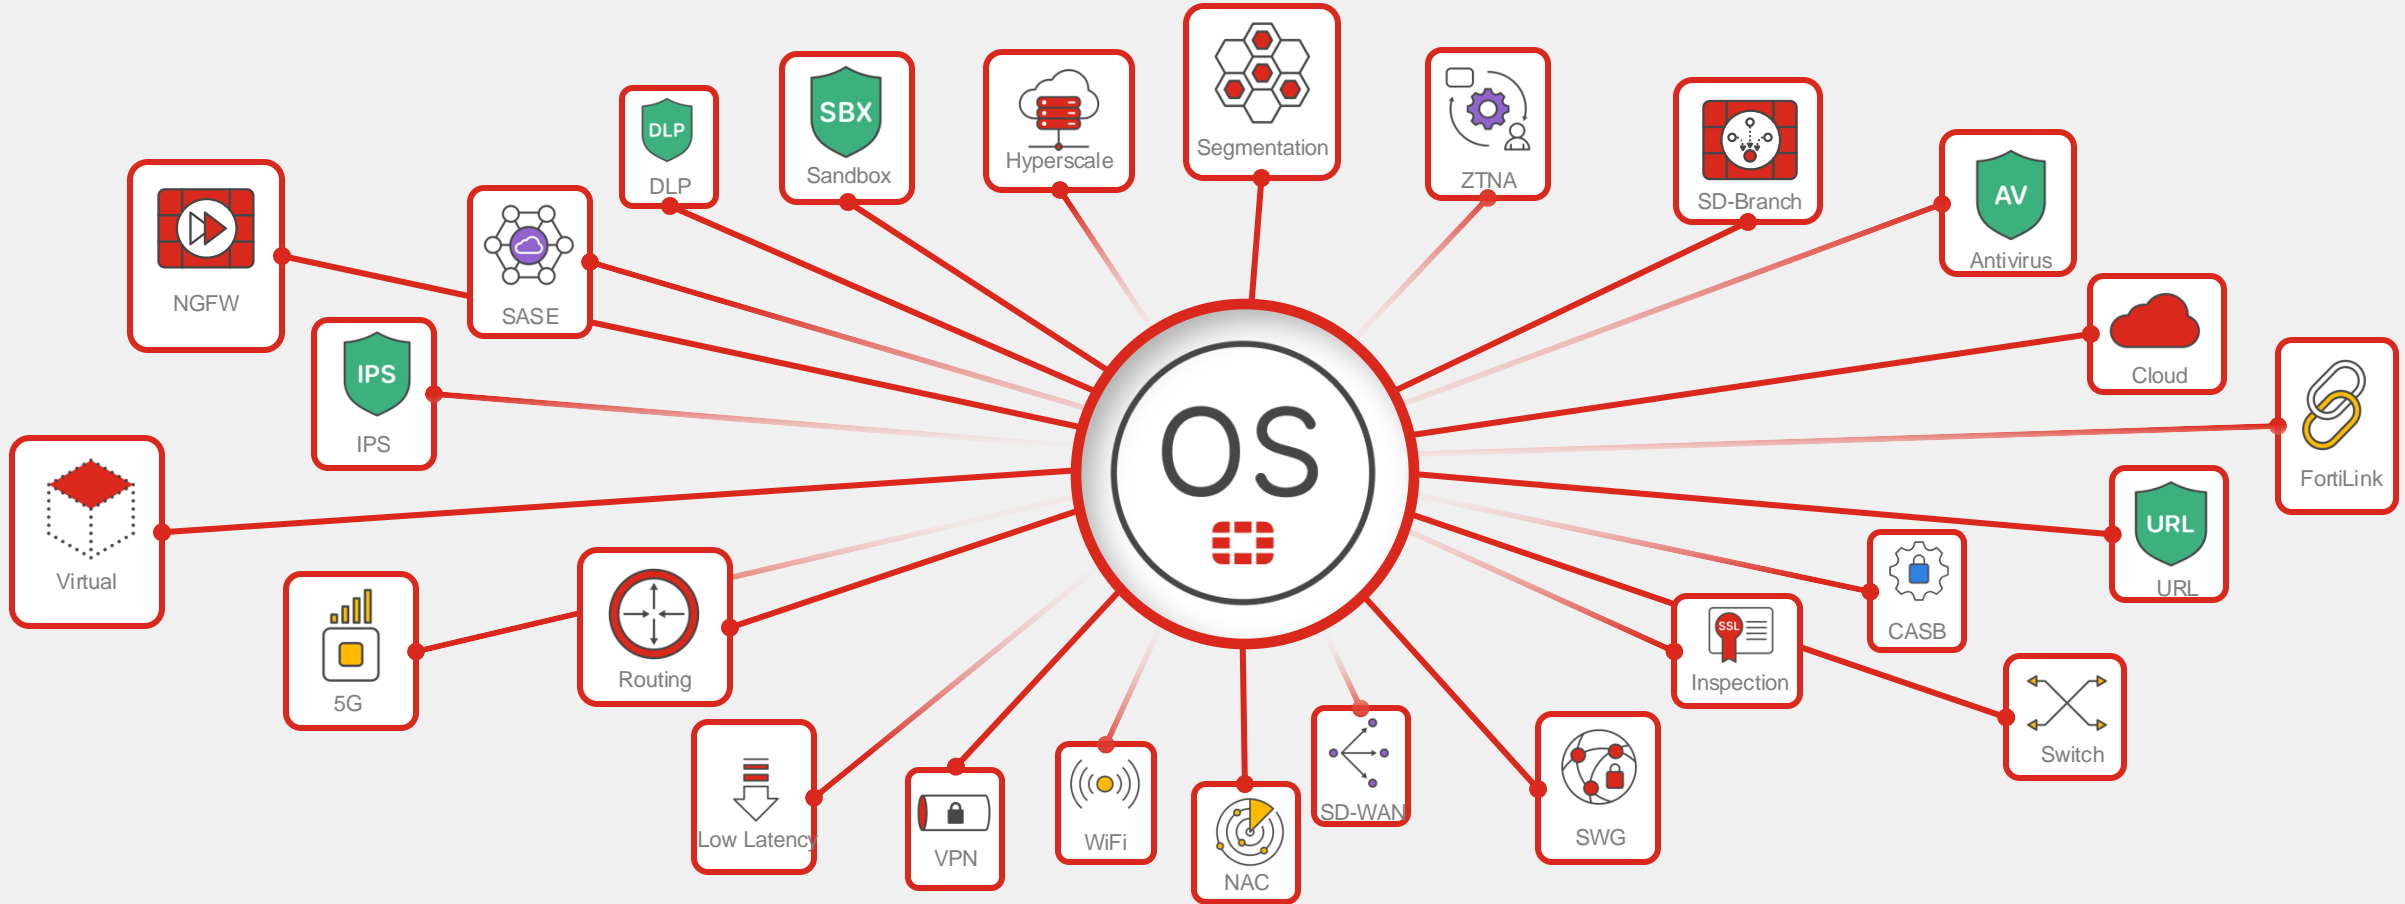 Segmentation
SBX
Sandbox
Hyperscale
ZTNA
DLP
DLP
SD-Branch
AV
Antivirus
NGFW
SASE
Cloud
IPS
IPS
FortiLink
OS
URL
URL
Virtual
CASB
SSL
Inspection
5G
Routing
Switch
Low Latency
VPN
WiFi
NAC
SD-WAN
SWG